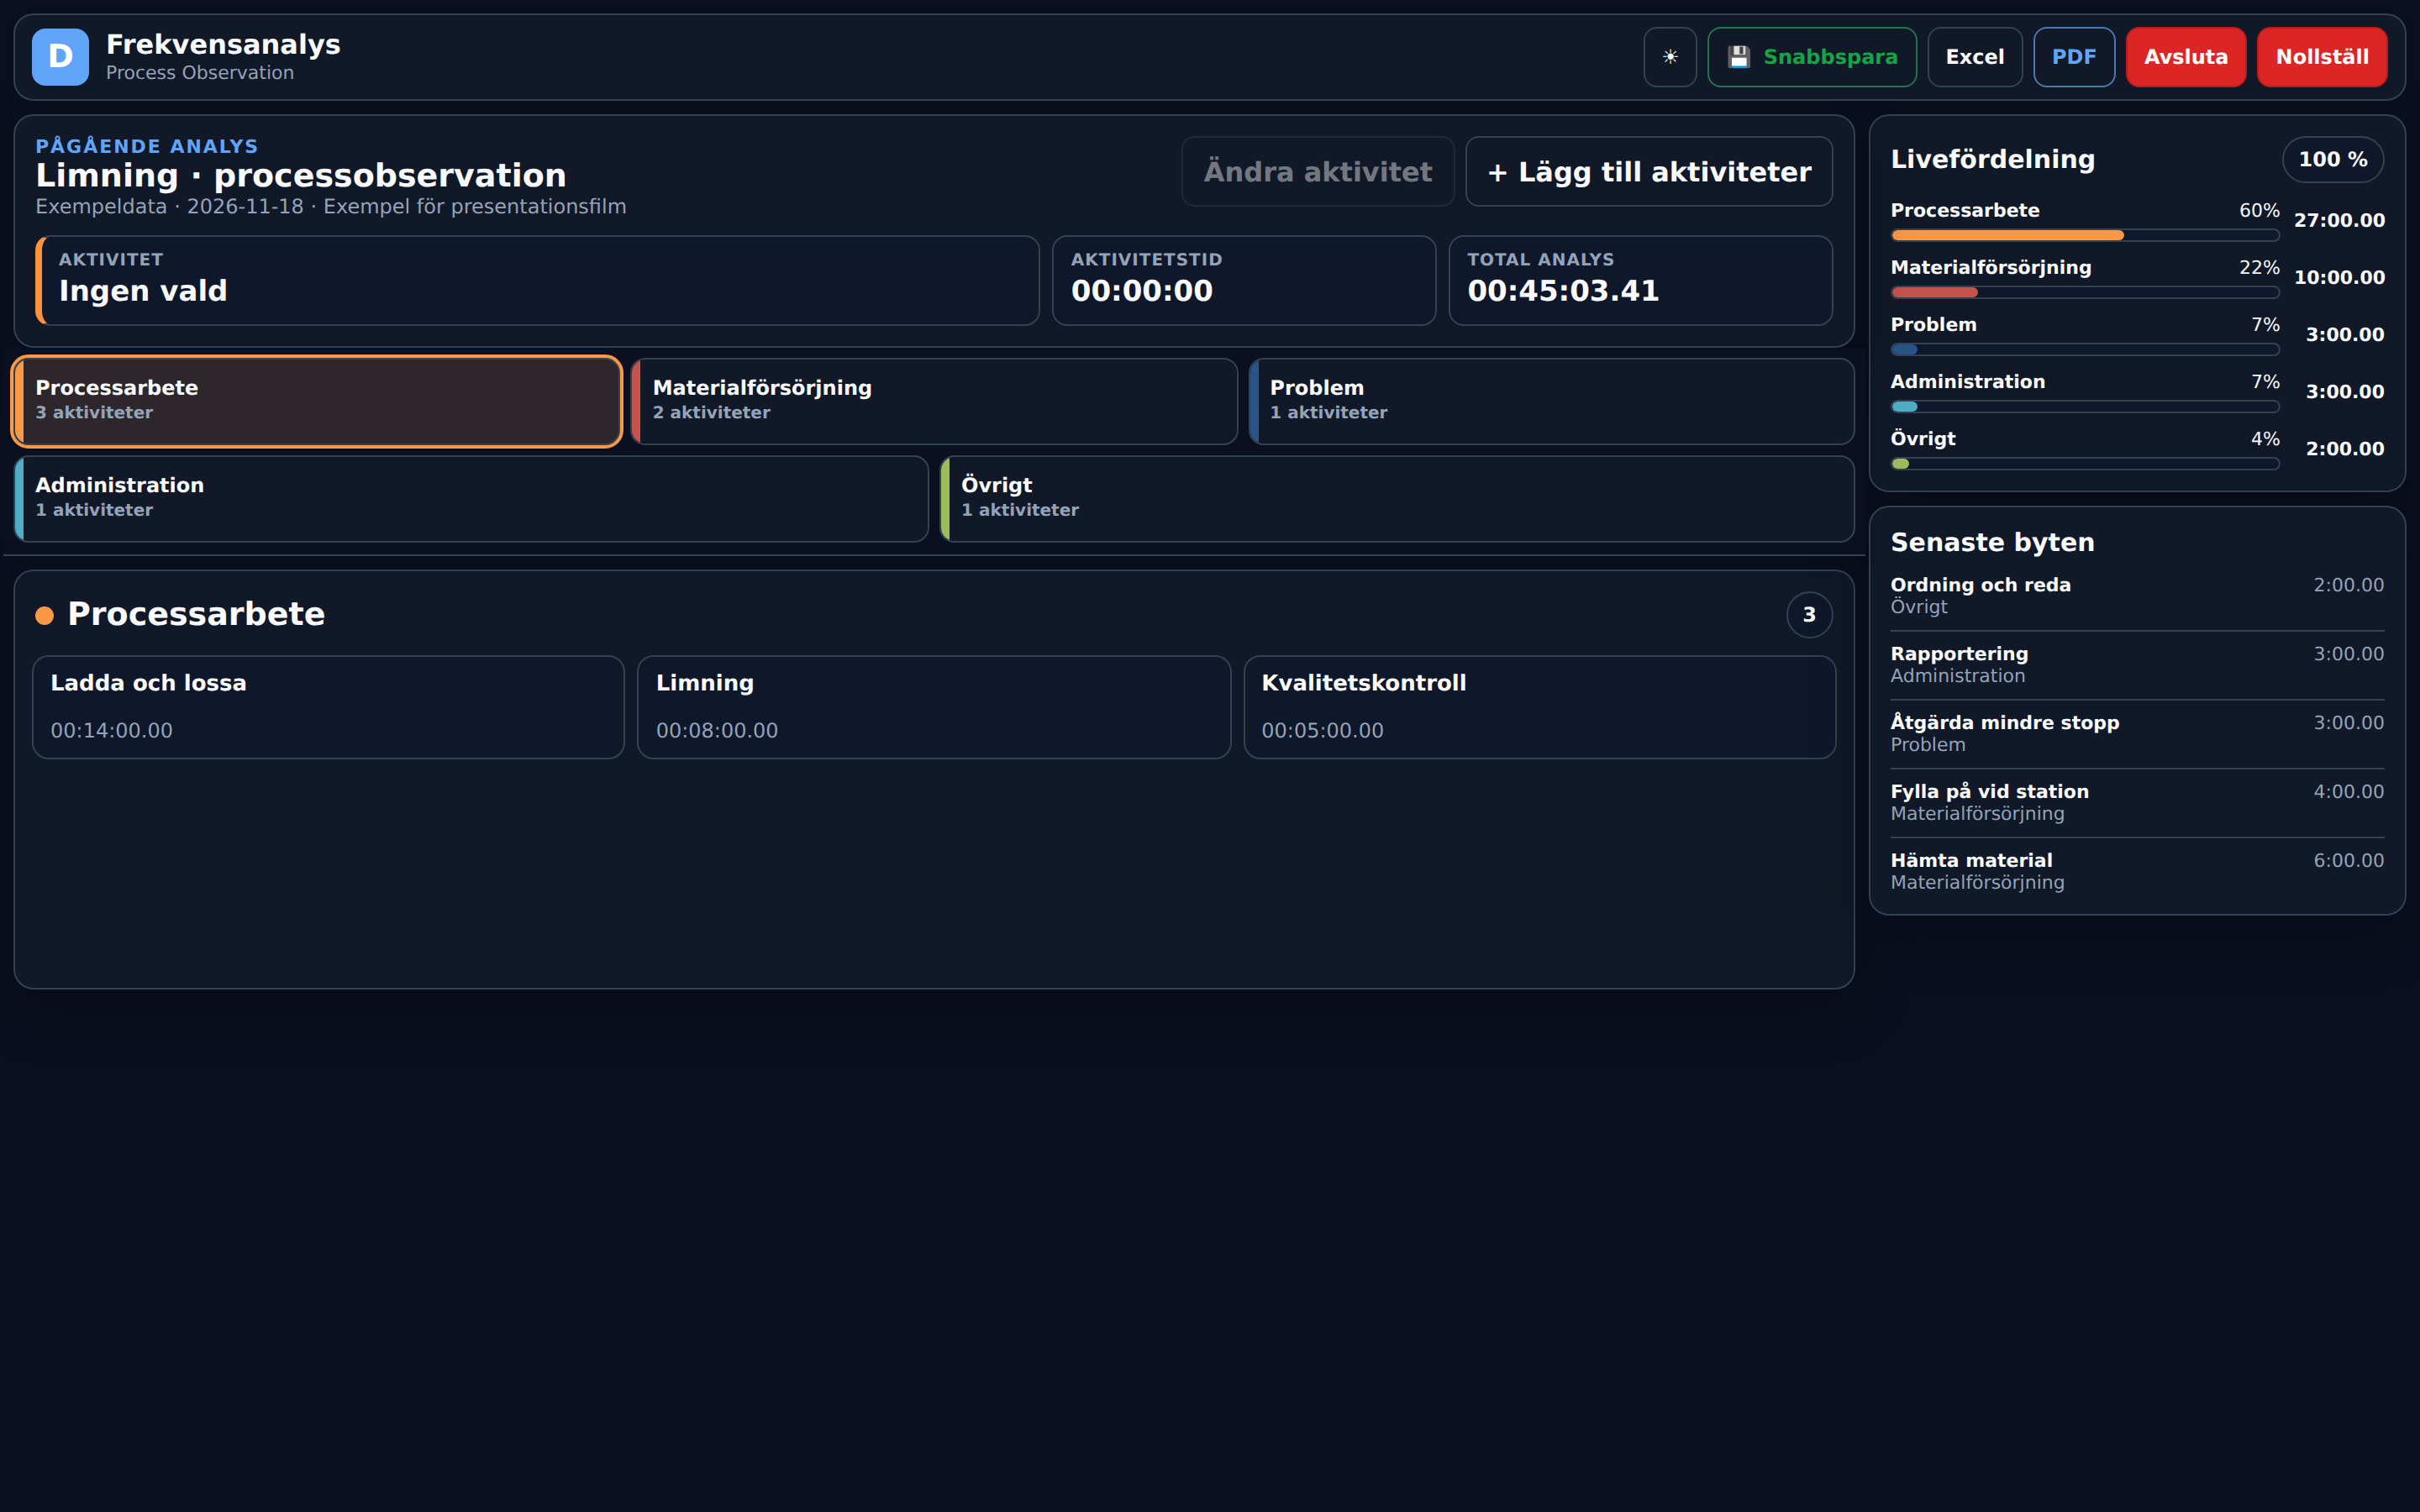 D
Frekvensanalys
Process Observation
☀
💾 Snabbspara
Excel
PDF
Avsluta
Nollställ
PÅGÅENDE ANALYS
Limning · processobservation
Exempeldata · 2026-11-18 · Exempel för presentationsfilm
Ändra aktivitet
+ Lägg till aktiviteter
AKTIVITET
Ingen vald
AKTIVITETSTID
00:00:00
TOTAL ANALYS
00:45:03.41
Processarbete
3 aktiviteter
Materialförsörjning
2 aktiviteter
Problem
1 aktiviteter
Administration
1 aktiviteter
Övrigt
1 aktiviteter
Processarbete
3
Ladda och lossa
00:14:00.00
Limning
00:08:00.00
Kvalitetskontroll
00:05:00.00
Livefördelning
100 %
Processarbete 60% 27:00.00
Materialförsörjning 22% 10:00.00
Problem 7% 3:00.00
Administration 7% 3:00.00
Övrigt 4% 2:00.00
Senaste byten
Ordning och reda 2:00.00
Övrigt
Rapportering 3:00.00
Administration
Åtgärda mindre stopp 3:00.00
Problem
Fylla på vid station 4:00.00
Materialförsörjning
Hämta material 6:00.00
Materialförsörjning